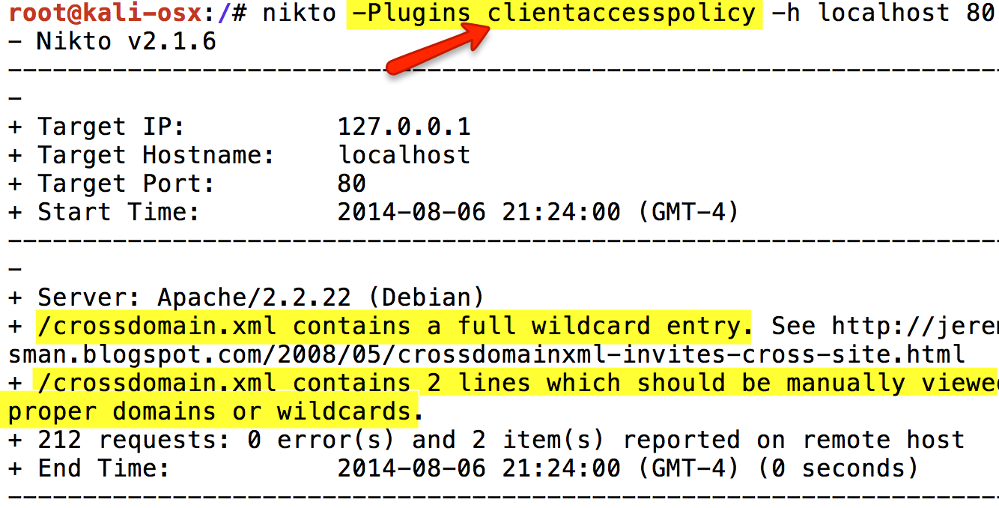 root@kali-osx:/# nikto -Plugins clientaccesspolicy -h localhost 80
- Nikto v2.1.6
-------------------------------------------------------------------
-
+ Target IP:          127.0.0.1
+ Target Hostname:    localhost
+ Target Port:        80
+ Start Time:         2014-08-06 21:24:00 (GMT-4)
-------------------------------------------------------------------
-
+ Server: Apache/2.2.22 (Debian)
+ /crossdomain.xml contains a full wildcard entry. See http://jerem
sman.blogspot.com/2008/05/crossdomainxml-invites-cross-site.html
+ /crossdomain.xml contains 2 lines which should be manually viewed
proper domains or wildcards.
+ 212 requests: 0 error(s) and 2 item(s) reported on remote host
+ End Time:           2014-08-06 21:24:00 (GMT-4) (0 seconds)
-------------------------------------------------------------------